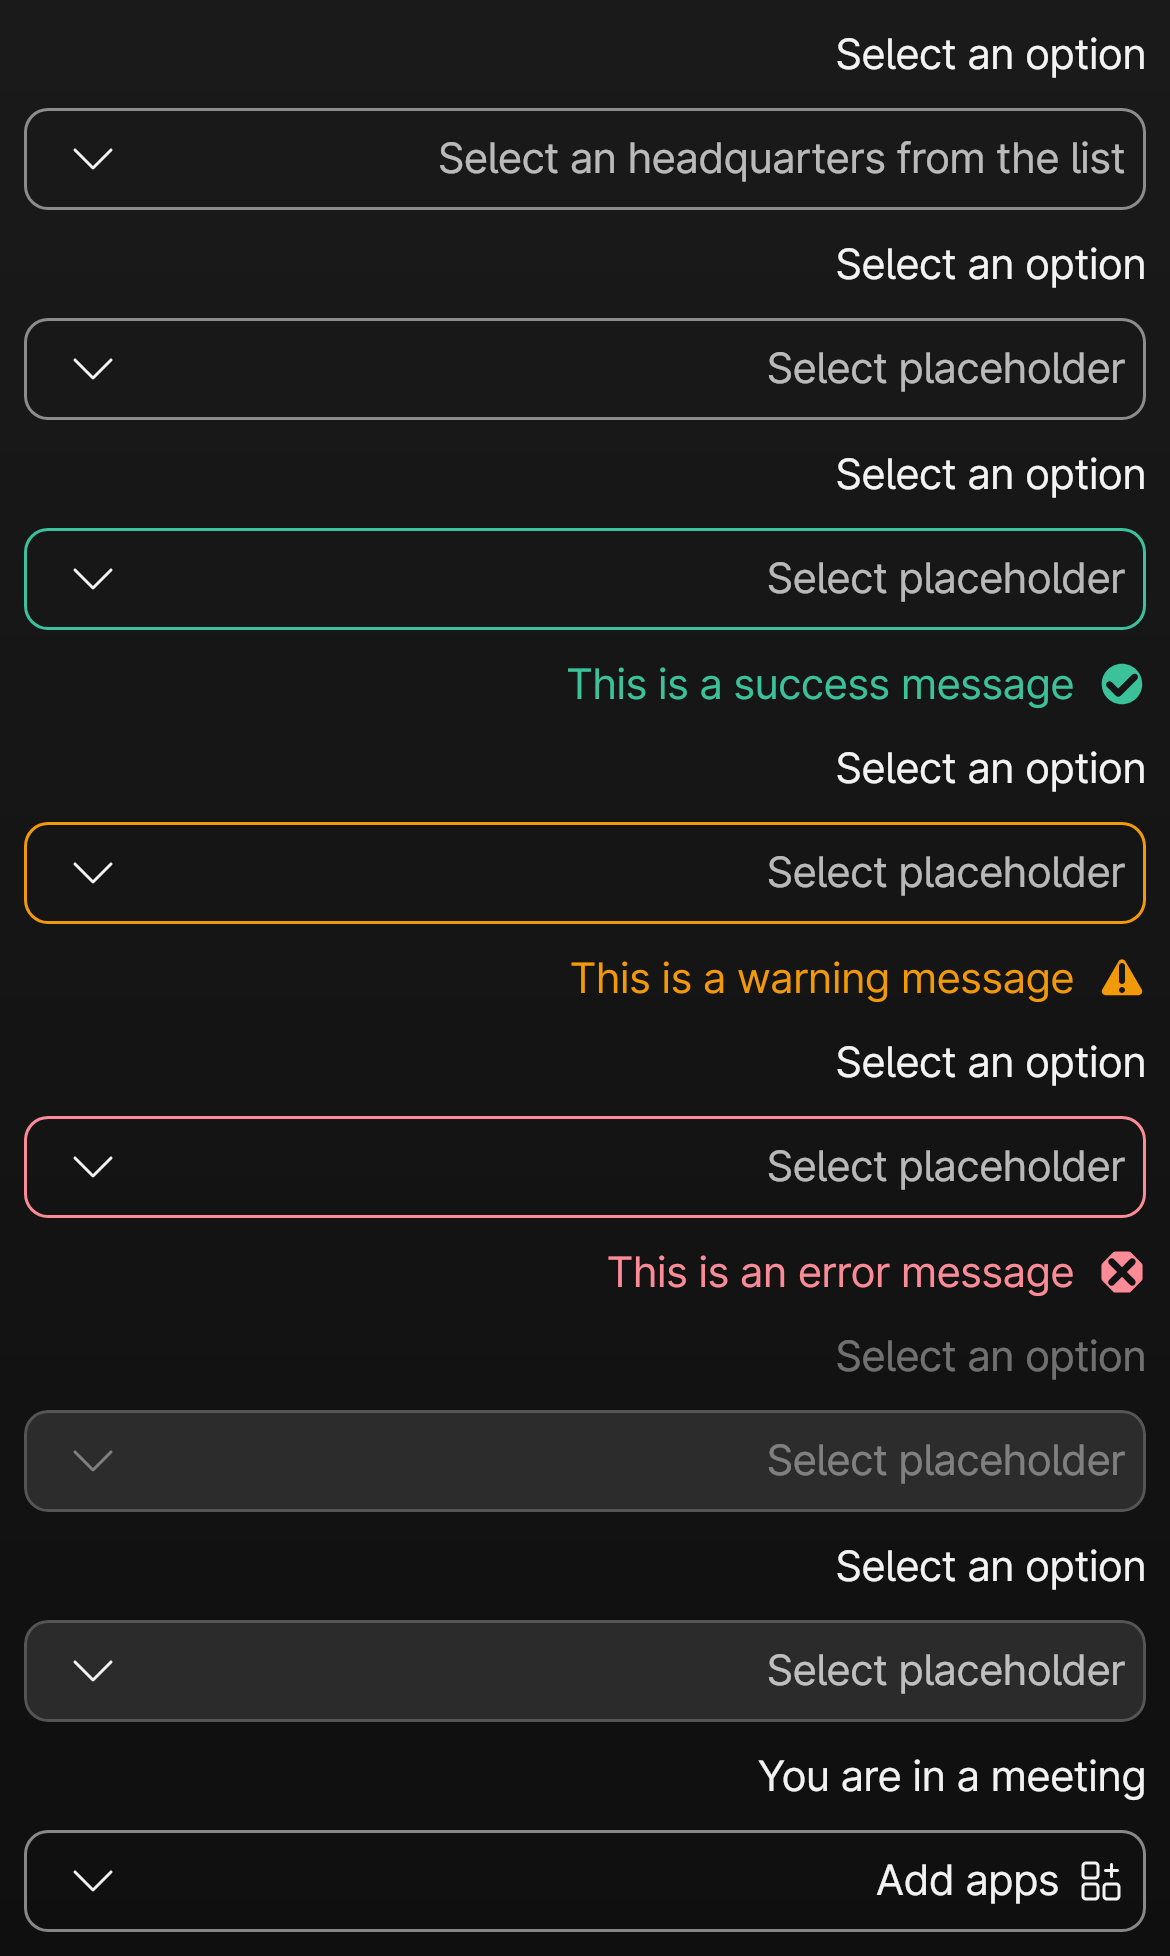 Select an option
Select an headquarters from the list
Select an option
Select placeholder
Select an option
Select placeholder
This is a success message
Select an option
Select placeholder
This is a warning message
Select an option
Select placeholder
This is an error message
Select an option
Select placeholder
Select an option
Select placeholder
You are in a meeting
Add apps